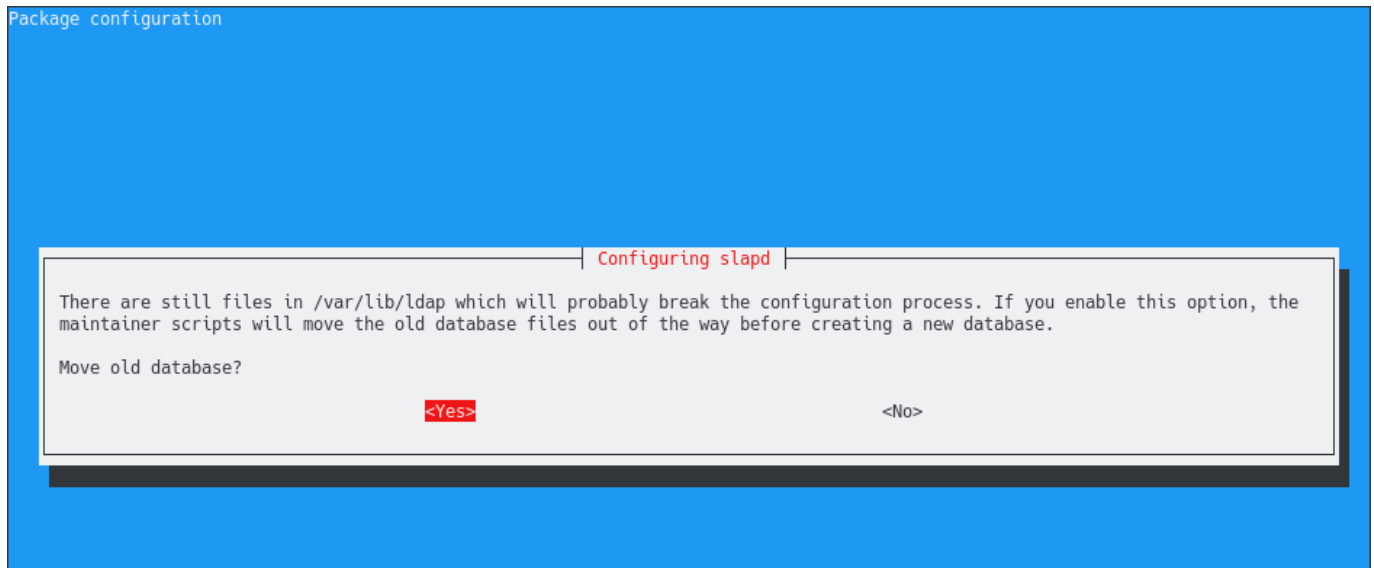 Package configuration
Configuring slapd
There are still files in /var/lib/ldap which will probably break the configuration process. If you enable this option, the
maintainer scripts will move the old database files out of the way before creating a new database.
Move old database?
<Yes> <No>